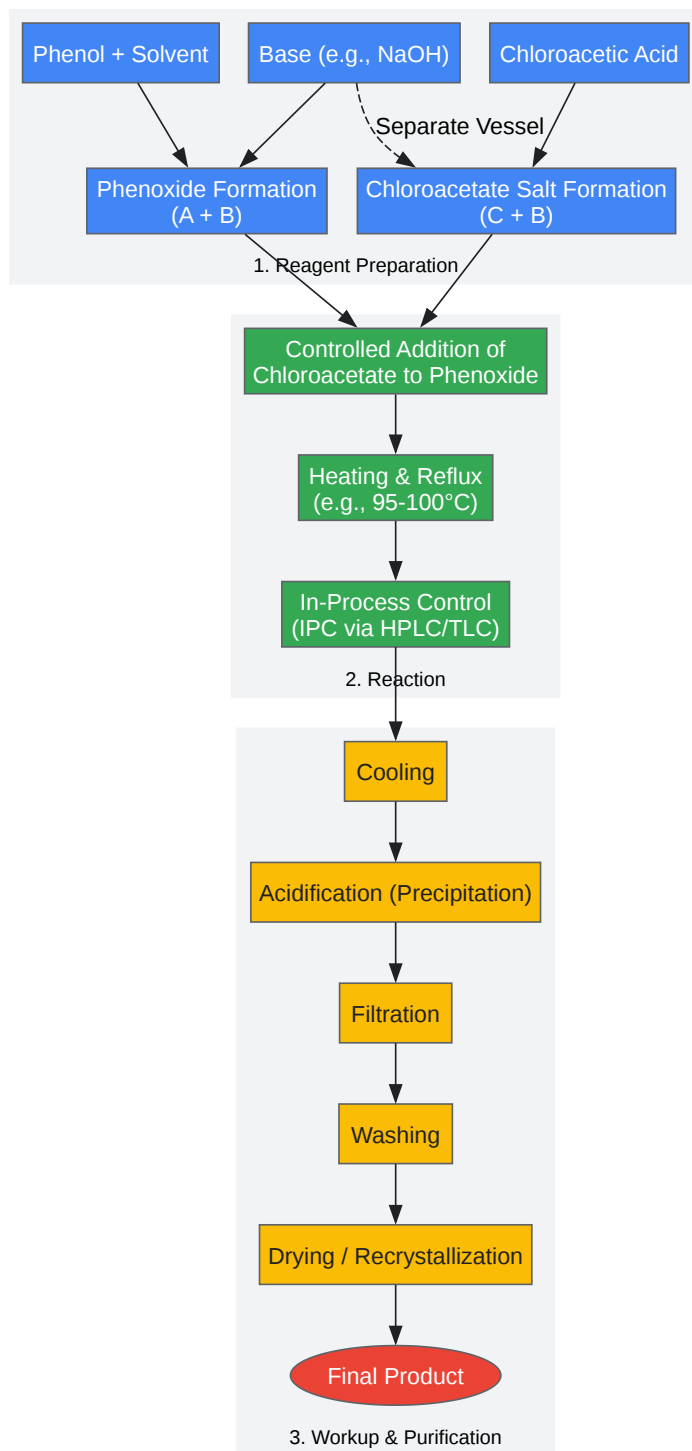 Phenol + Solvent
Base (e.g., NaOH)
Chloroacetic Acid
Separate Vessel
Phenoxide Formation
(A + B)
Chloroacetate Salt Formation
(C + B)
1. Reagent Preparation
Controlled Addition of
Chloroacetate to Phenoxide
Heating & Reflux
(e.g., 95-100°C)
In-Process Control
(IPC via HPLC/TLC)
2. Reaction
Cooling
Acidification (Precipitation)
Filtration
Washing
Drying / Recrystallization
Final Product
3. Workup & Purification